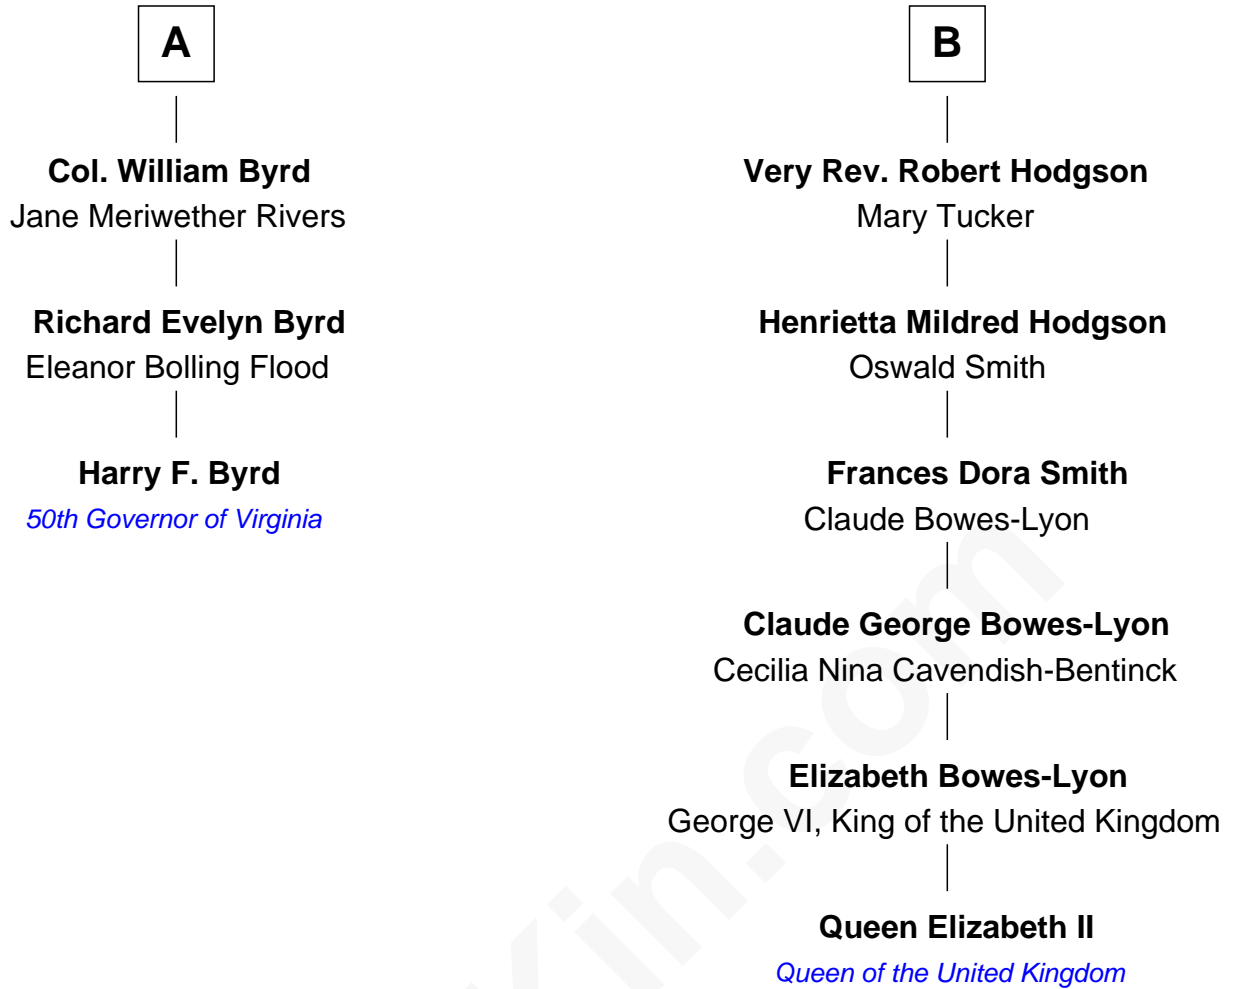 A
Col. William Byrd
Jane Meriwether Rivers
Richard Evelyn Byrd
Eleanor Bolling Flood
Harry F. Byrd
50th Governor of Virginia
B
Very Rev. Robert Hodgson
Mary Tucker
Henrietta Mildred Hodgson
Oswald Smith
Frances Dora Smith
Claude Bowes-Lyon
Claude George Bowes-Lyon
Cecilia Nina Cavendish-Bentinck
Elizabeth Bowes-Lyon
George VI, King of the United Kingdom
Queen Elizabeth II
Queen of the United Kingdom
Kin.com